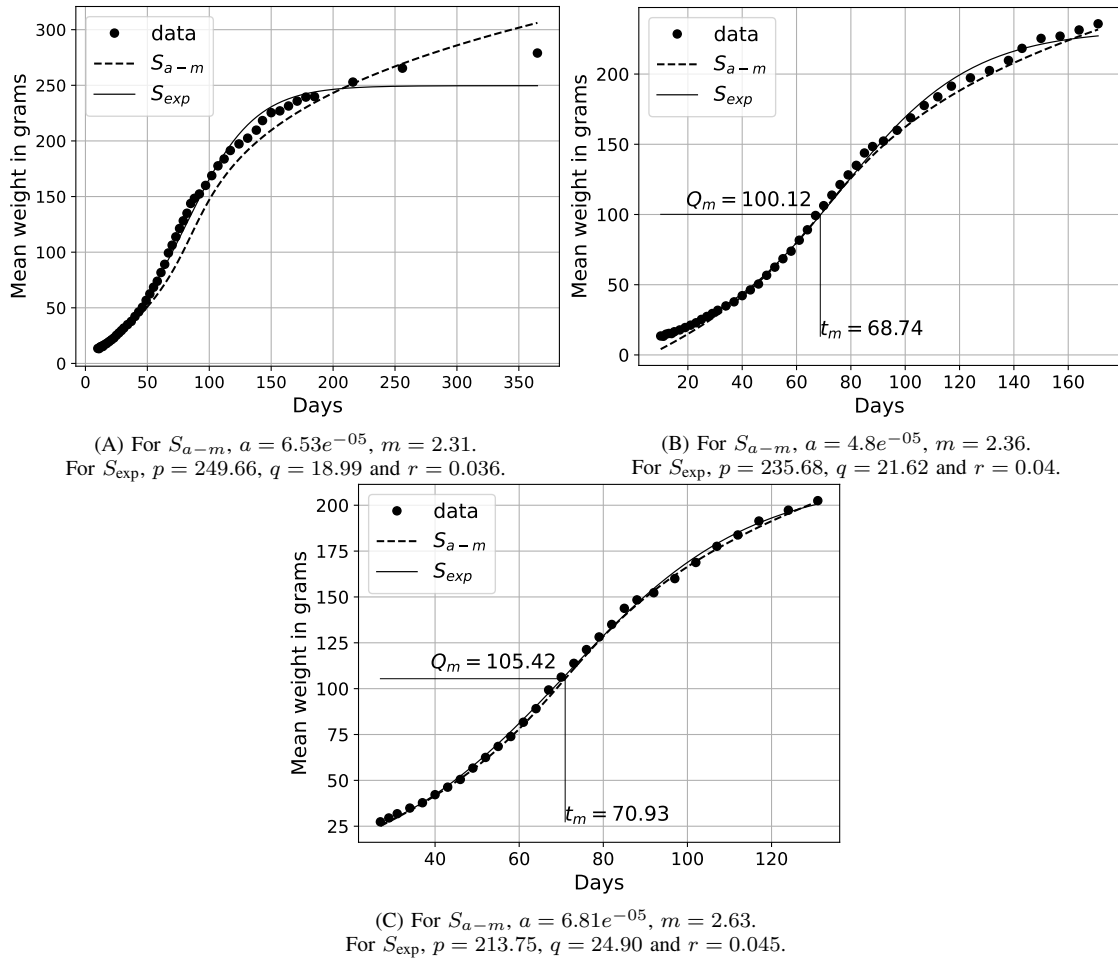 300
250
200
150
100
50
0
Mean weight in grams
data
S_{a-m}
S_{exp}
0 50 100 150 200 250 300 350
Days
(A) For S_{a-m}, a = 6.53e^{-05}, m = 2.31.
For S_{exp}, p = 249.66, q = 18.99 and r = 0.036.
200
150
100
50
0
Mean weight in grams
data
S_{a-m}
S_{exp}
Q_m = 100.12
t_m = 68.74
20 40 60 80 100 120 140 160
Days
(B) For S_{a-m}, a = 4.8e^{-05}, m = 2.36.
For S_{exp}, p = 235.68, q = 21.62 and r = 0.04.
200
175
150
125
100
75
50
25
Mean weight in grams
data
S_{a-m}
S_{exp}
Q_m = 105.42
t_m = 70.93
40 60 80 100 120
Days
(C) For S_{a-m}, a = 6.81e^{-05}, m = 2.63.
For S_{exp}, p = 213.75, q = 24.90 and r = 0.045.